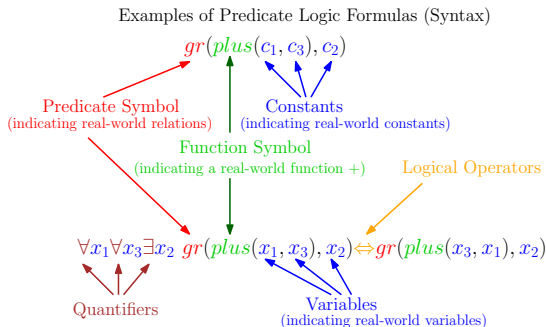 Examples of Predicate Logic Formulas (Syntax)
gr(plus(c₁, c₃), c₂)
Predicate Symbol
(indicating real-world relations)
Constants
(indicating real-world constants)
Function Symbol
(indicating a real-world function +)
Logical Operators
∀x₁∀x₃∃x₂ gr(plus(x₁, x₃), x₂)⇔gr(plus(x₃, x₁), x₂)
Quantifiers
Variables
(indicating real-world variables)